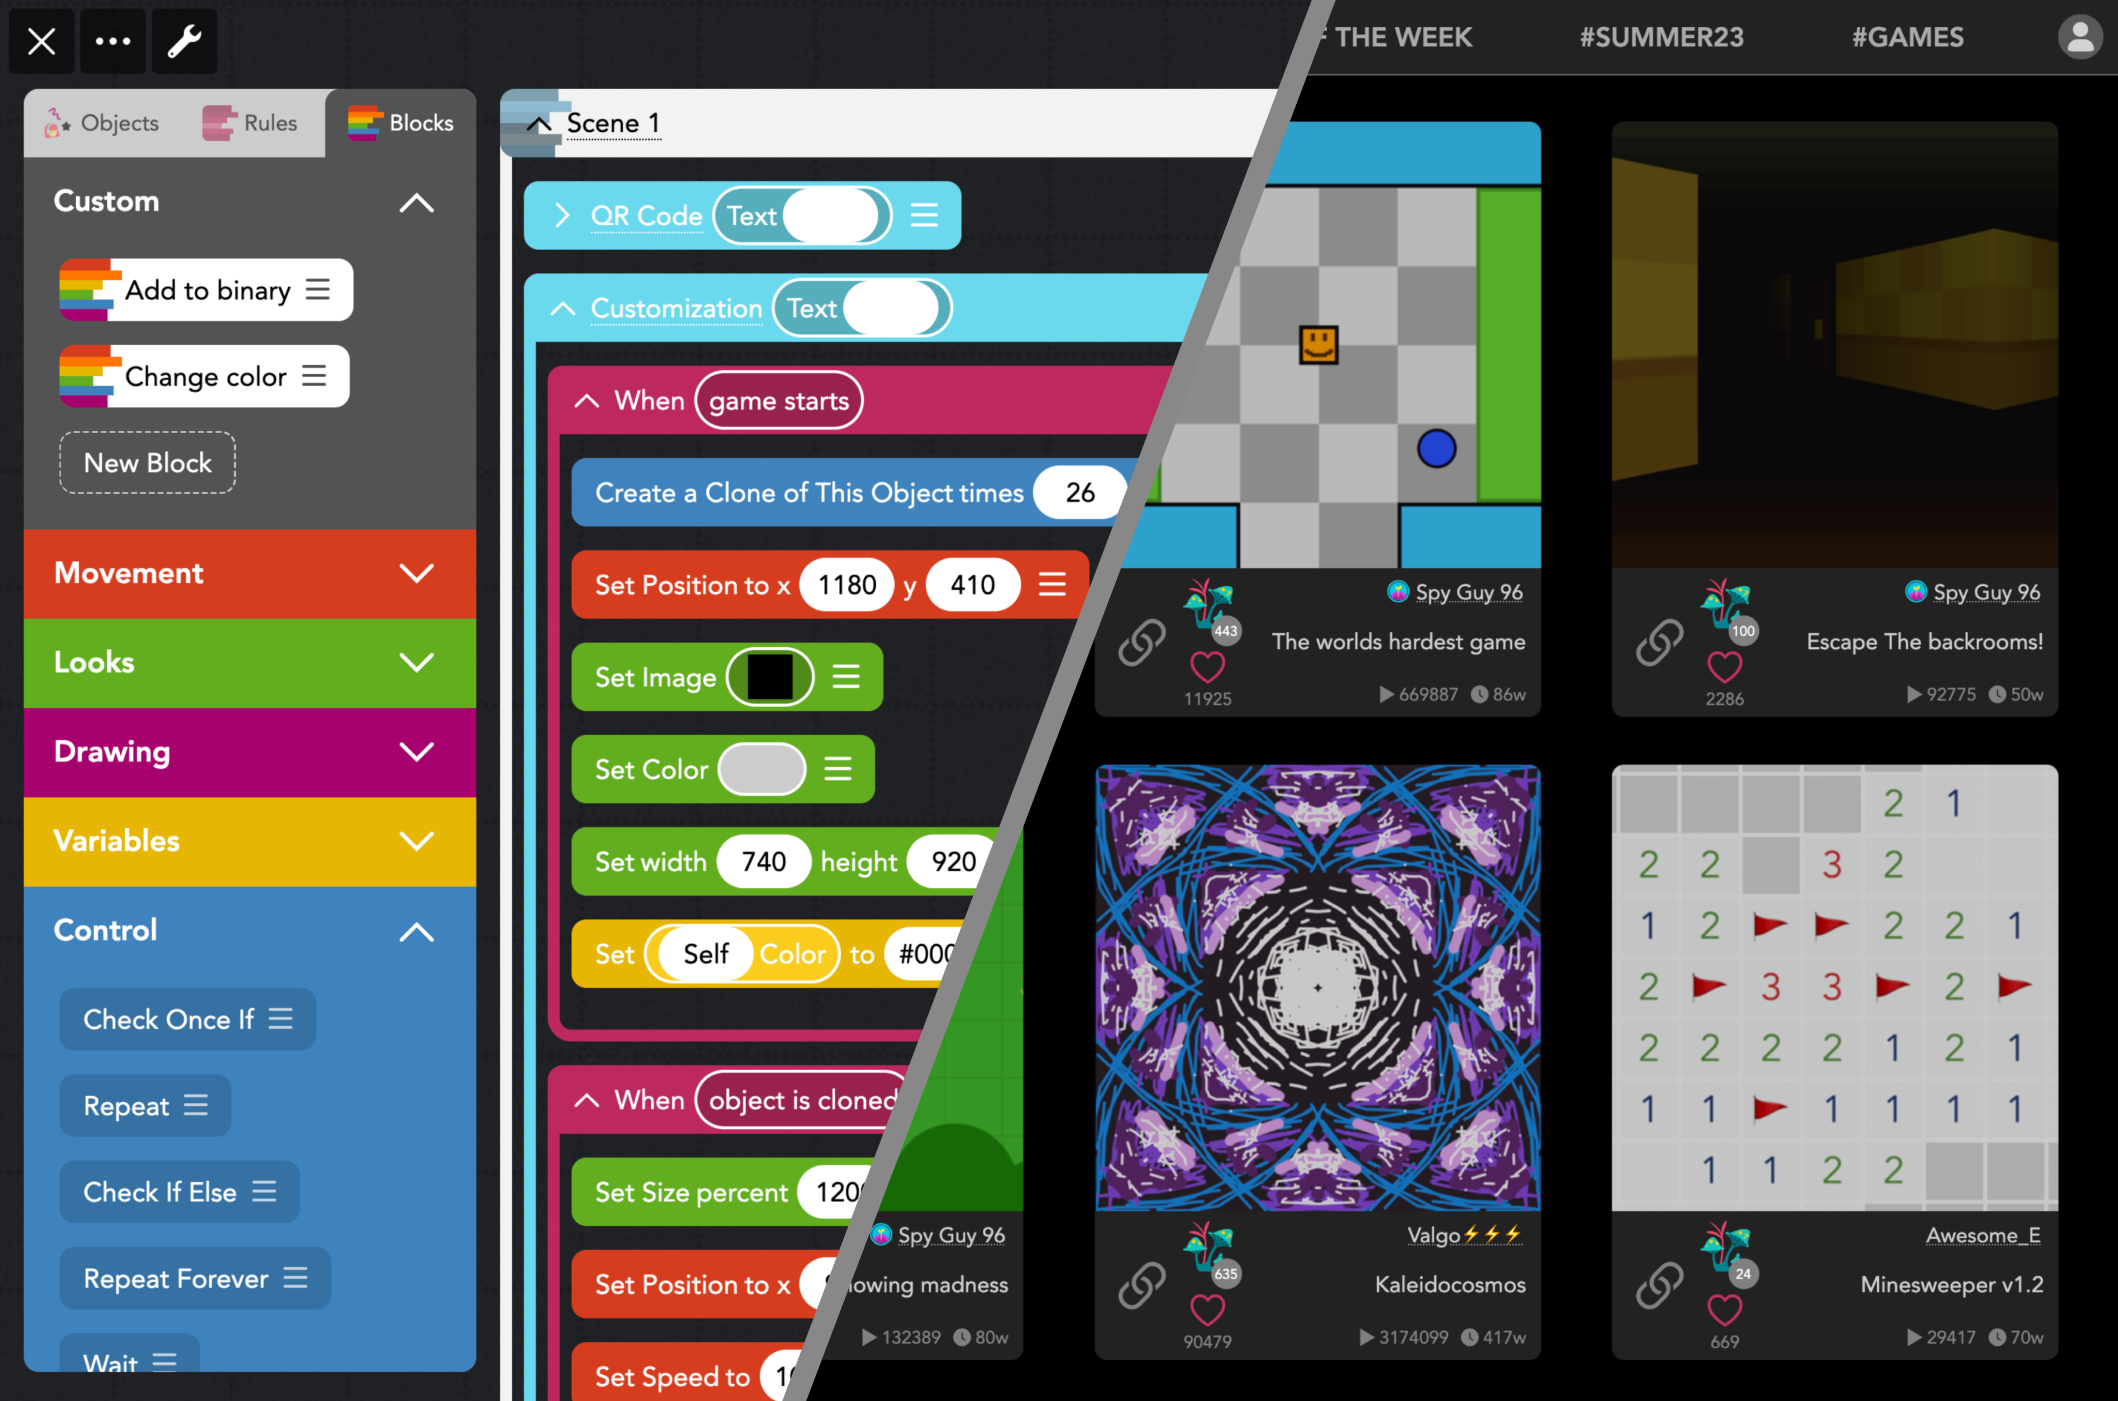 Objects
Rules
Blocks
Custom
Add to binary
Change color
New Block
Movement
Looks
Drawing
Variables
Control
Check Once If
Repeat
Check If Else
Repeat Forever
Wait
Scene 1
QR Code Text
Customization Text
When game starts
Create a Clone of This Object times 26
Set Position to x 1180 y 410
Set Image
Set Color
Set width 740 height 920
Set Self Color to #000
When object is cloned
Set Size percent 120
Set Position to x
Set Speed to 10
THE WEEK
#SUMMER23
#GAMES
443
Spy Guy 96
The worlds hardest game
11925
669887 86w
100
Spy Guy 96
Escape The backrooms!
2286
92775 50w
Spy Guy 96
owing madness
132389 80w
635
Valgo⚡⚡⚡
Kaleidocosmos
90479
3174099 417w
2 1
2 2 3 2
1 2 2 2 1
2 3 3 2
2 2 2 2 1 2 1
1 1 1 1 1 1
1 1 2 2
24
Awesome_E
Minesweeper v1.2
669
29417 70w